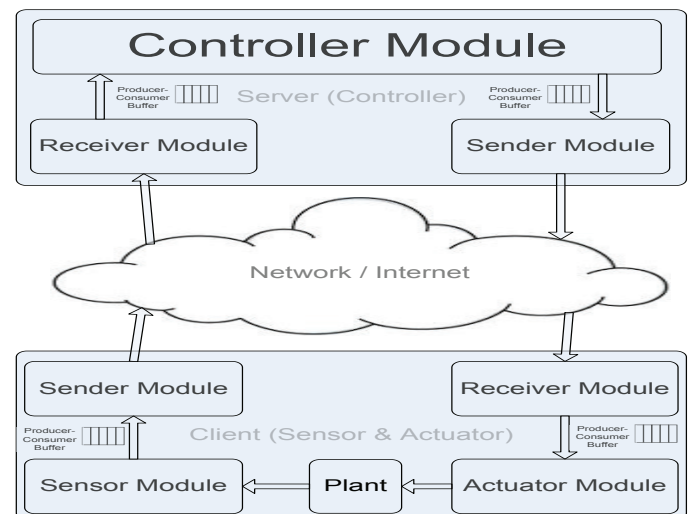 Controller Module
Producer-
Consumer
Buffer
Server (Controller)
Producer-
Consumer
Buffer
Receiver Module
Sender Module
Network / Internet
Sender Module
Receiver Module
Producer-
Consumer
Buffer
Client (Sensor & Actuator)
Producer-
Consumer
Buffer
Sensor Module
Plant
Actuator Module